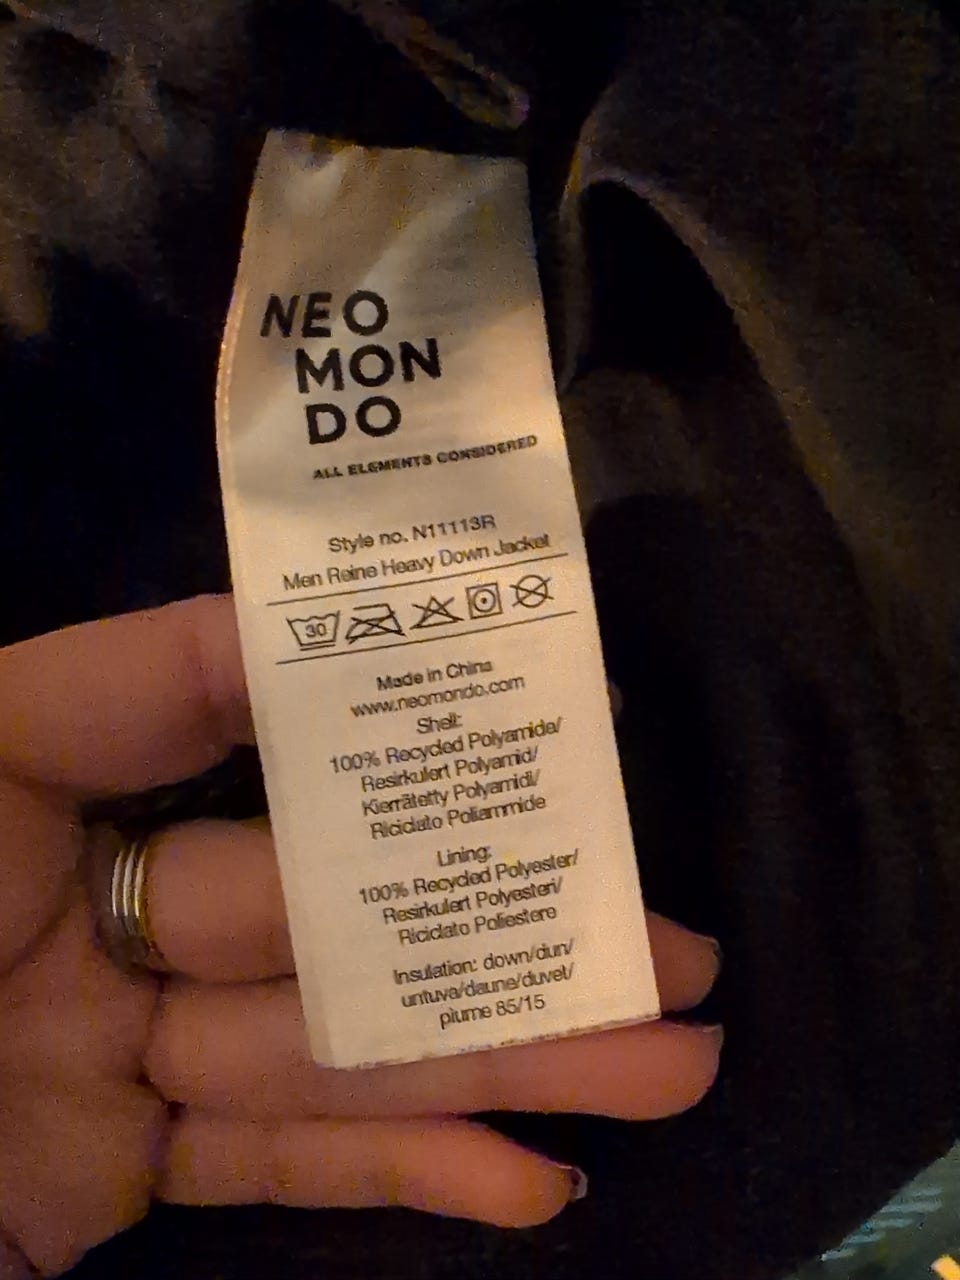 NEO
MON
DO
ALL ELEMENTS CONSIDERED
Style no. N11113R
Men Reine Heavy Down Jacket
30
Made in China
www.neomondo.com
Shell:
100% Recycled Polyamide/
Resirkulert Polyamid/
Kierrätetty Polyamidi/
Riciclato Poliammide
Lining:
100% Recycled Polyester/
Resirkulert Polyesteri/
Riciclato Poliestere
Insulation: down/dun/
untuva/daune/duvet/
piume 85/15